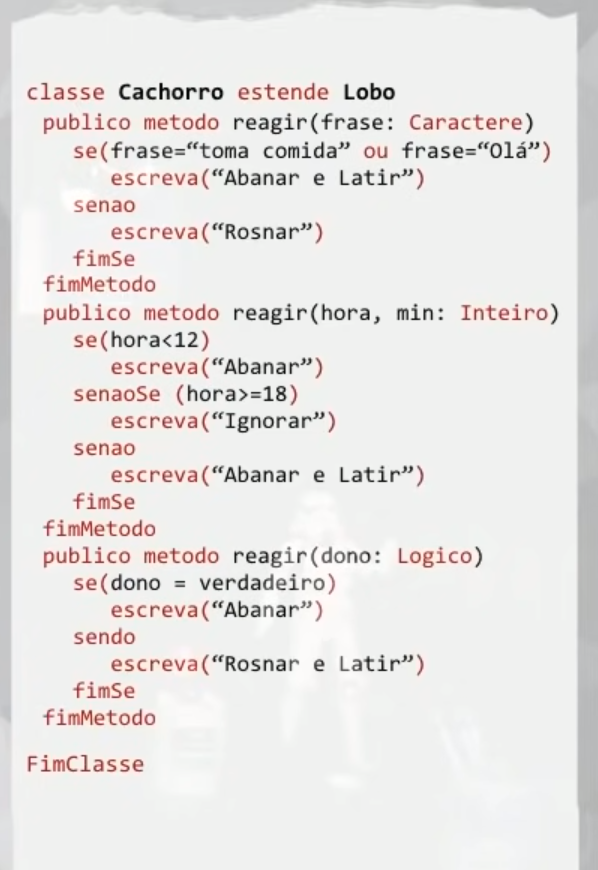 classe Cachorro estende Lobo
publico metodo reagir(frase: Caractere)
se(frase=“toma comida” ou frase=“Olá”)
escreva(“Abanar e Latir”)
senao
escreva(“Rosnar”)
fimSe
fimMetodo
publico metodo reagir(hora, min: Inteiro)
se(hora<12)
escreva(“Abanar”)
senaoSe (hora>=18)
escreva(“Ignorar”)
senao
escreva(“Abanar e Latir”)
fimSe
fimMetodo
publico metodo reagir(dono: Logico)
se(dono = verdadeiro)
escreva(“Abanar”)
sendo
escreva(“Rosnar e Latir”)
fimSe
fimMetodo
FimClasse